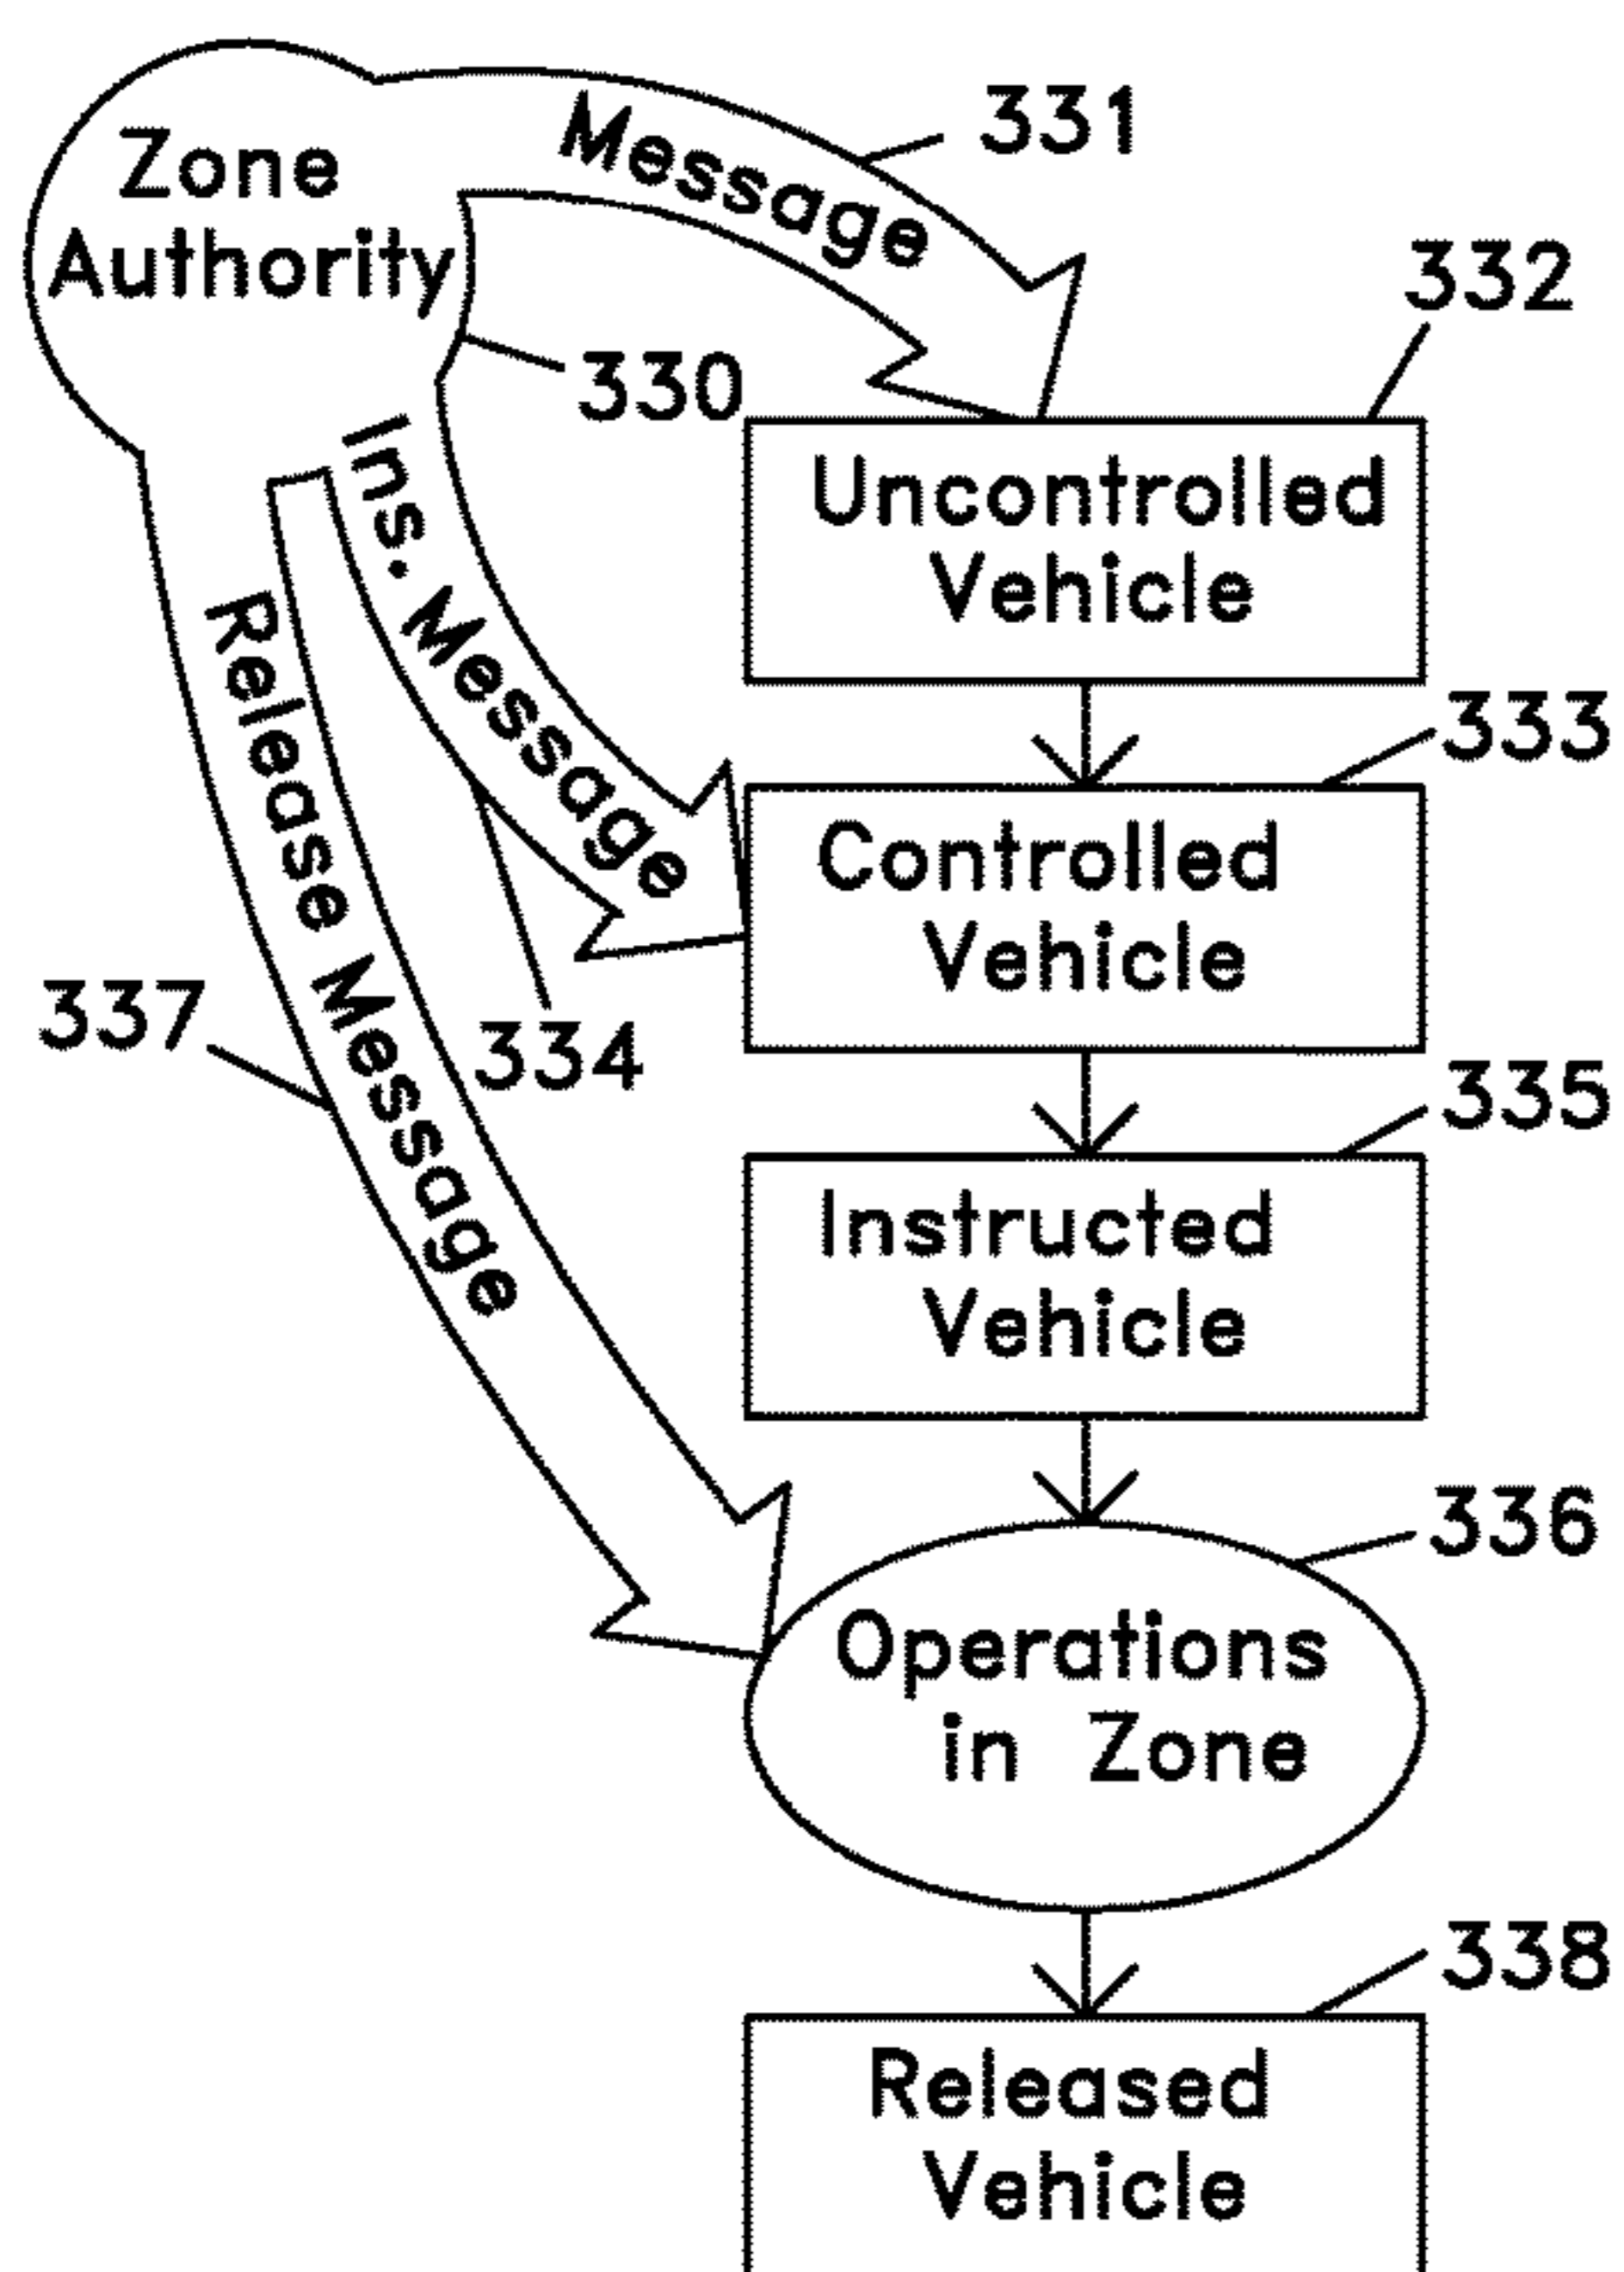 Zone
Authority
Message
331
332
330
Uncontrolled
Vehicle
Ins. Message
333
Controlled
Vehicle
Release Message
337
334
335
Instructed
Vehicle
336
Operations
in Zone
338
Released
Vehicle